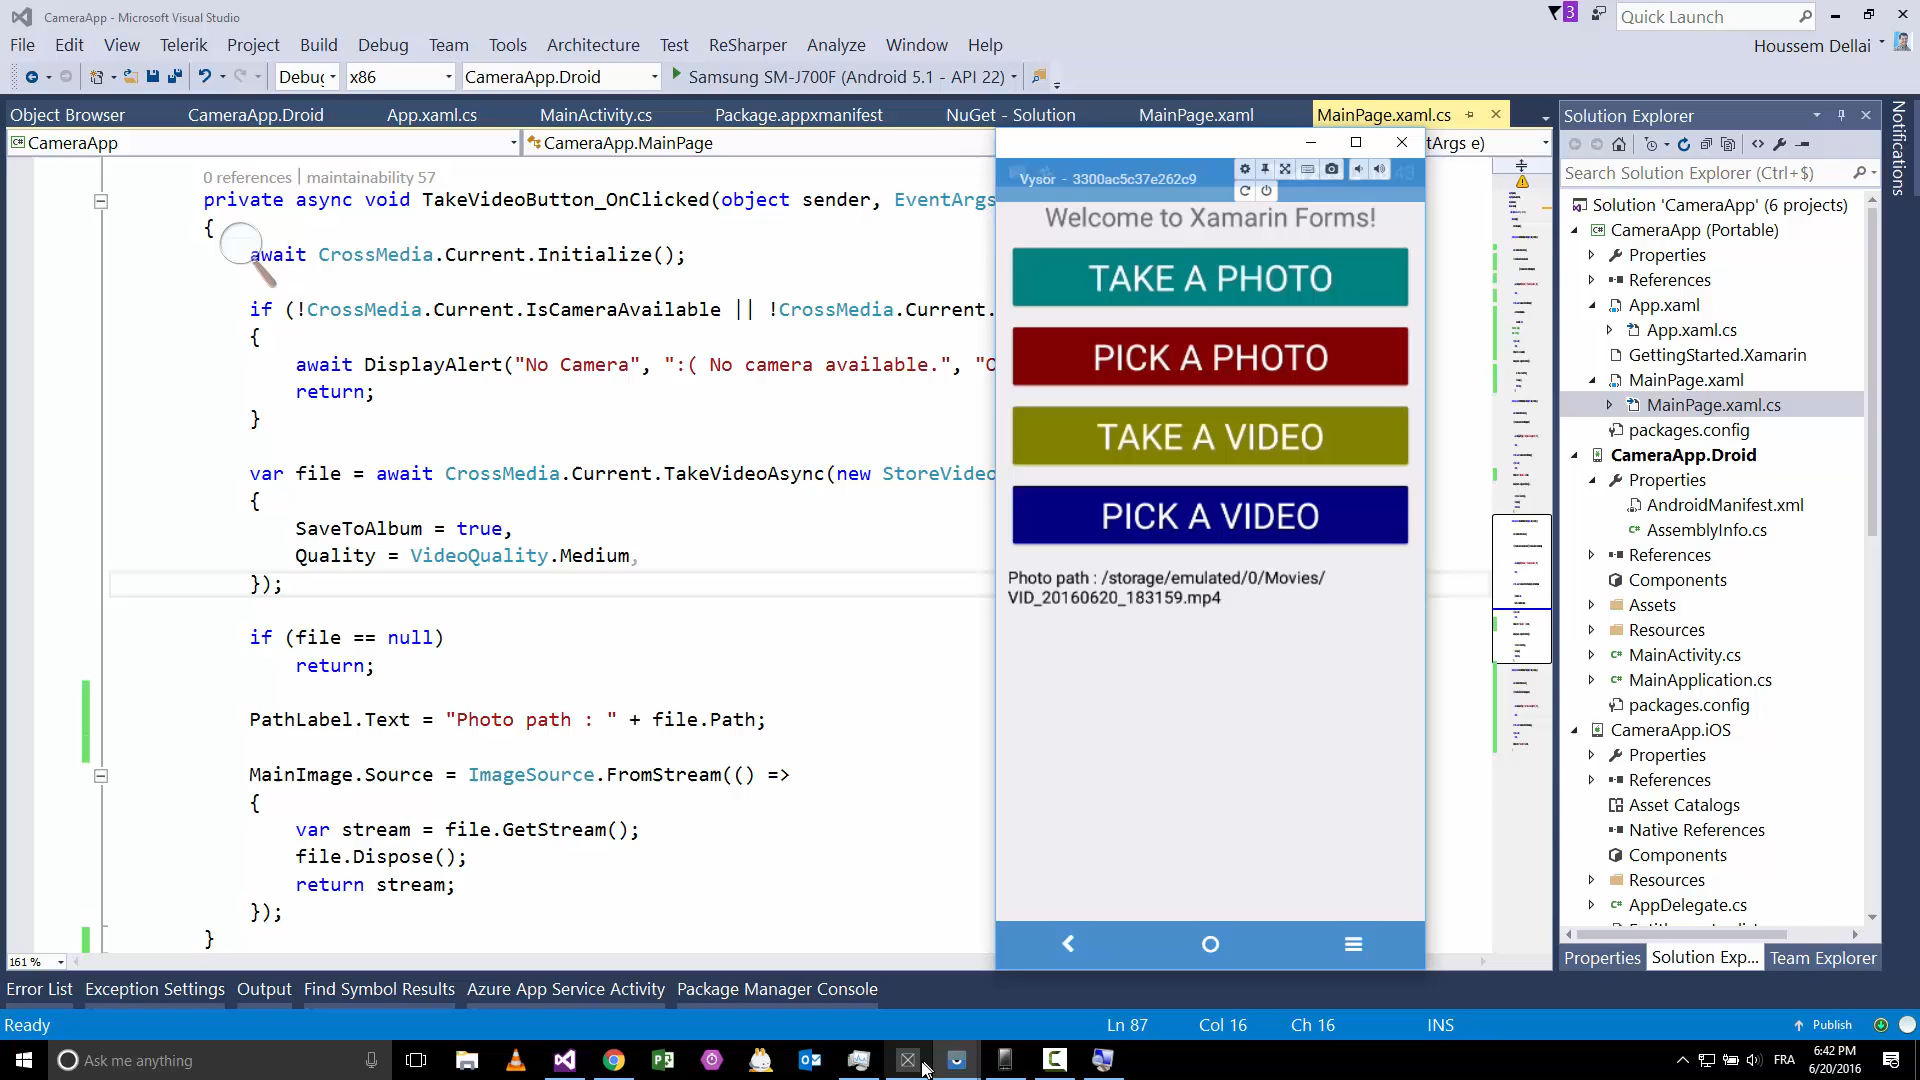 CameraApp - Microsoft Visual Studio
3
Quick Launch
File Edit View Telerik Project Build Debug Team Tools Architecture Test ReSharper Analyze Window Help
Houssem Dellai
Debug x86 CameraApp.Droid Samsung SM-J700F (Android 5.1 - API 22)
Object Browser CameraApp.Droid App.xaml.cs MainActivity.cs Package.appxmanifest NuGet - Solution MainPage.xaml MainPage.xaml.cs
CameraApp CameraApp.MainPage tArgs e)
0 references | maintainability 57
private async void TakeVideoButton_OnClicked(object sender, EventArgs
{
await CrossMedia.Current.Initialize();
if (!CrossMedia.Current.IsCameraAvailable || !CrossMedia.Current.
{
await DisplayAlert("No Camera", ":( No camera available.", "O
return;
}
var file = await CrossMedia.Current.TakeVideoAsync(new StoreVideo
{
SaveToAlbum = true,
Quality = VideoQuality.Medium,
});
if (file == null)
return;
PathLabel.Text = "Photo path : " + file.Path;
MainImage.Source = ImageSource.FromStream(() =>
{
var stream = file.GetStream();
file.Dispose();
return stream;
});
}
161 %
Vysor - 3300ac5c37e262c9
Welcome to Xamarin Forms!
TAKE A PHOTO
PICK A PHOTO
TAKE A VIDEO
PICK A VIDEO
Photo path : /storage/emulated/0/Movies/
VID_20160620_183159.mp4
Solution Explorer
Search Solution Explorer (Ctrl+$)
Solution 'CameraApp' (6 projects)
CameraApp (Portable)
Properties
References
App.xaml
App.xaml.cs
GettingStarted.Xamarin
MainPage.xaml
MainPage.xaml.cs
packages.config
CameraApp.Droid
Properties
AndroidManifest.xml
AssemblyInfo.cs
References
Components
Assets
Resources
MainActivity.cs
MainApplication.cs
packages.config
CameraApp.iOS
Properties
References
Asset Catalogs
Native References
Components
Resources
AppDelegate.cs
Properties Solution Exp... Team Explorer
Notifications
Error List Exception Settings Output Find Symbol Results Azure App Service Activity Package Manager Console
Ready Ln 87 Col 16 Ch 16 INS Publish
Ask me anything
FRA
6:42 PM
6/20/2016